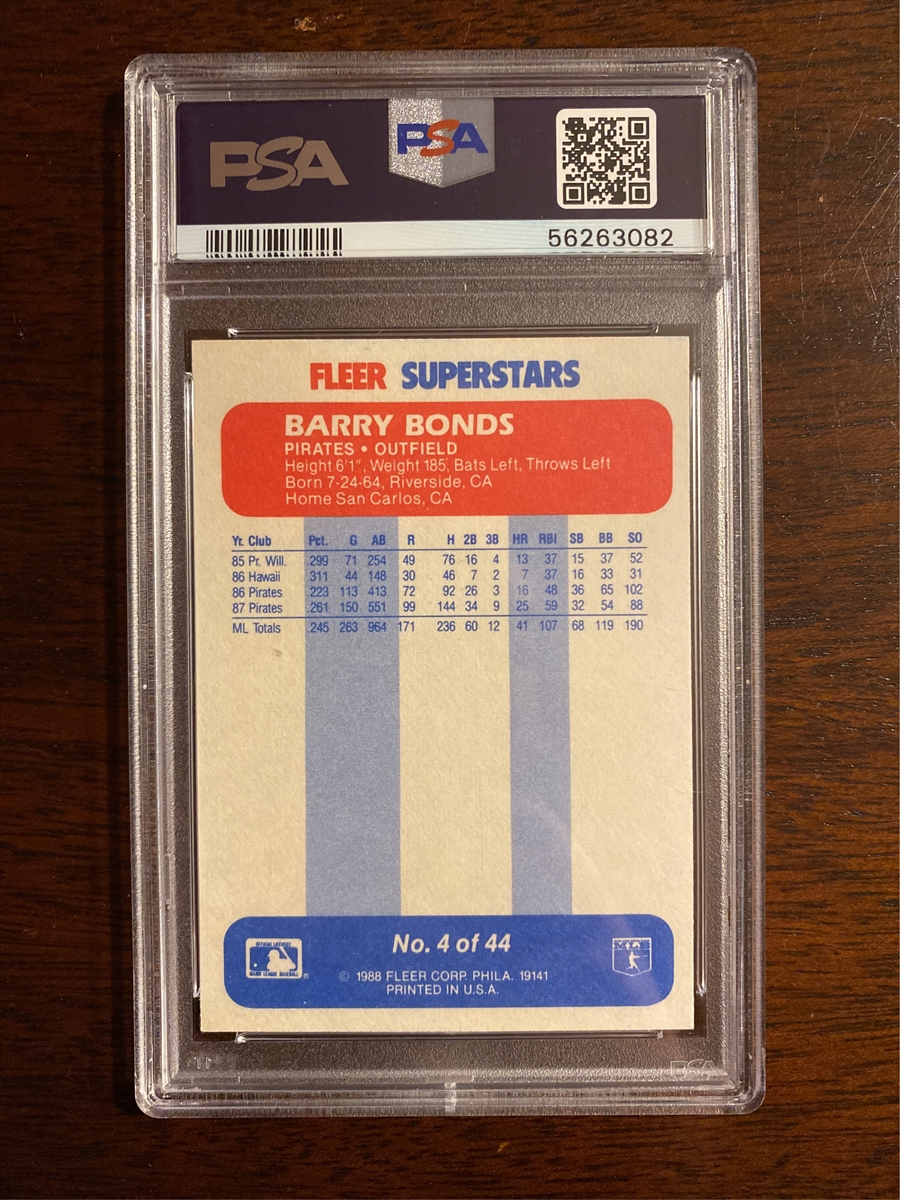 PSA
PSA
56263082
FLEER SUPERSTARS
BARRY BONDS
PIRATES • OUTFIELD
Height 6'1", Weight 185, Bats Left, Throws Left
Born 7-24-64, Riverside, CA
Home San Carlos, CA
Yr. Club Pct. G AB R H 2B 3B HR RBI SB BB SO
85 Pr. Will. .299 71 254 49 76 16 4 13 37 15 37 52
86 Hawaii .311 44 148 30 46 7 2 7 37 16 33 31
86 Pirates .223 113 413 72 92 26 3 16 48 36 65 102
87 Pirates .261 150 551 99 144 34 9 25 59 32 54 88
ML Totals .245 263 964 171 236 60 12 41 107 68 119 190
No. 4 of 44
OFFICIAL LICENSEE
MAJOR LEAGUE BASEBALL
© 1988 FLEER CORP. PHILA. 19141
PRINTED IN U.S.A.
PSA